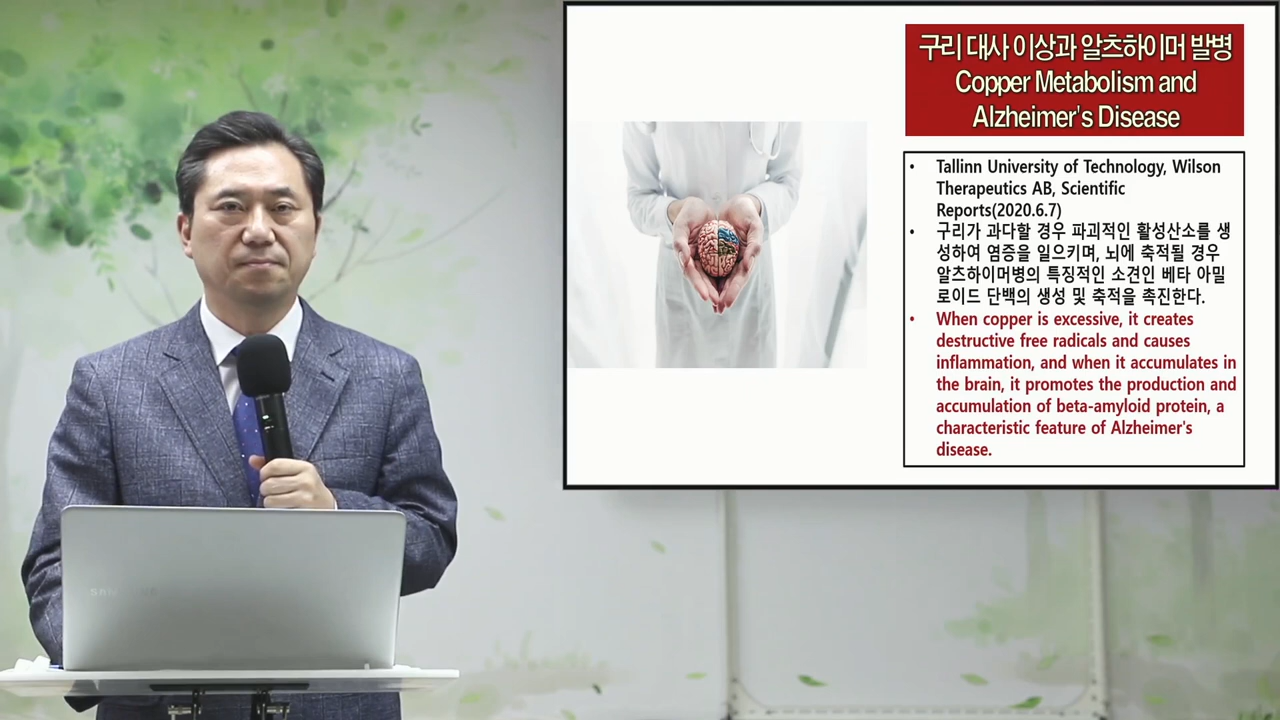 구리 대사 이상과 알츠하이머 발병
Copper Metabolism and
Alzheimer's Disease
• Tallinn University of Technology, Wilson
Therapeutics AB, Scientific
Reports(2020.6.7)
• 구리가 과다할 경우 파괴적인 활성산소를 생
성하여 염증을 일으키며, 뇌에 축적될 경우
알츠하이머병의 특징적인 소견인 베타 아밀
로이드 단백의 생성 및 축적을 촉진한다.
• When copper is excessive, it creates
destructive free radicals and causes
inflammation, and when it accumulates in
the brain, it promotes the production and
accumulation of beta-amyloid protein, a
characteristic feature of Alzheimer's
disease.
SAMSUNG